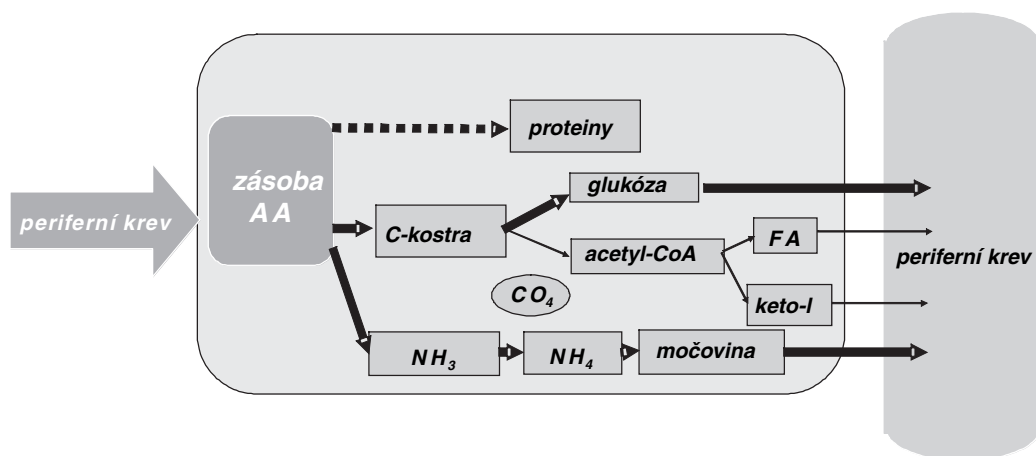 proteiny
zásoba
AA
glukóza
periferní krev
C-kostra
acetyl-CoA
FA
periferní krev
CO₄
keto-l
NH₃
NH₄
močovina